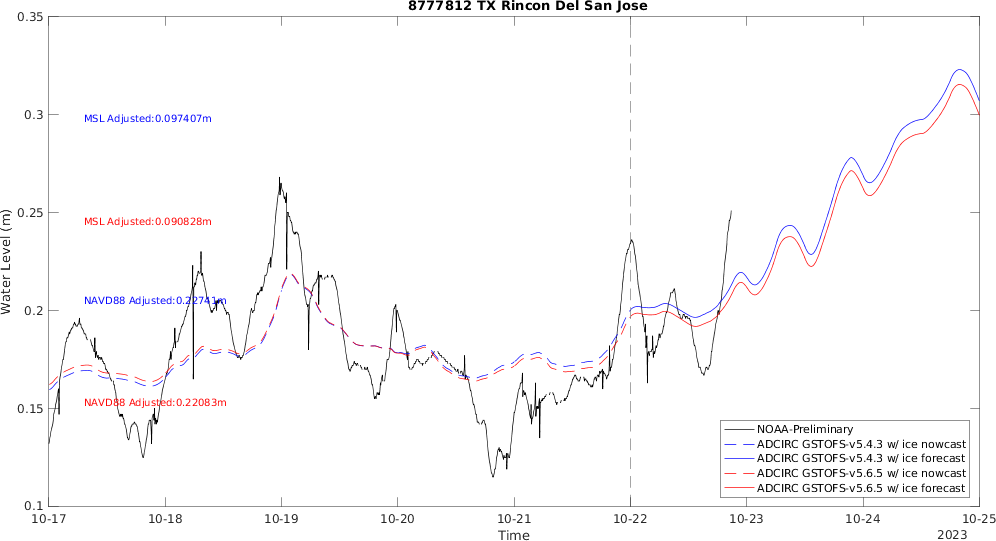 8777812 TX Rincon Del San Jose
0.35
0.3
0.25
0.2
0.15
0.1
Water Level (m)
MSL Adjusted:0.097407m
MSL Adjusted:0.090828m
NAVD88 Adjusted:0.22741m
NAVD88 Adjusted:0.22083m
NOAA-Preliminary
ADCIRC GSTOFS-v5.4.3 w/ ice nowcast
ADCIRC GSTOFS-v5.4.3 w/ ice forecast
ADCIRC GSTOFS-v5.6.5 w/ ice nowcast
ADCIRC GSTOFS-v5.6.5 w/ ice forecast
10-17 10-18 10-19 10-20 10-21 10-22 10-23 10-24 10-25
Time
2023